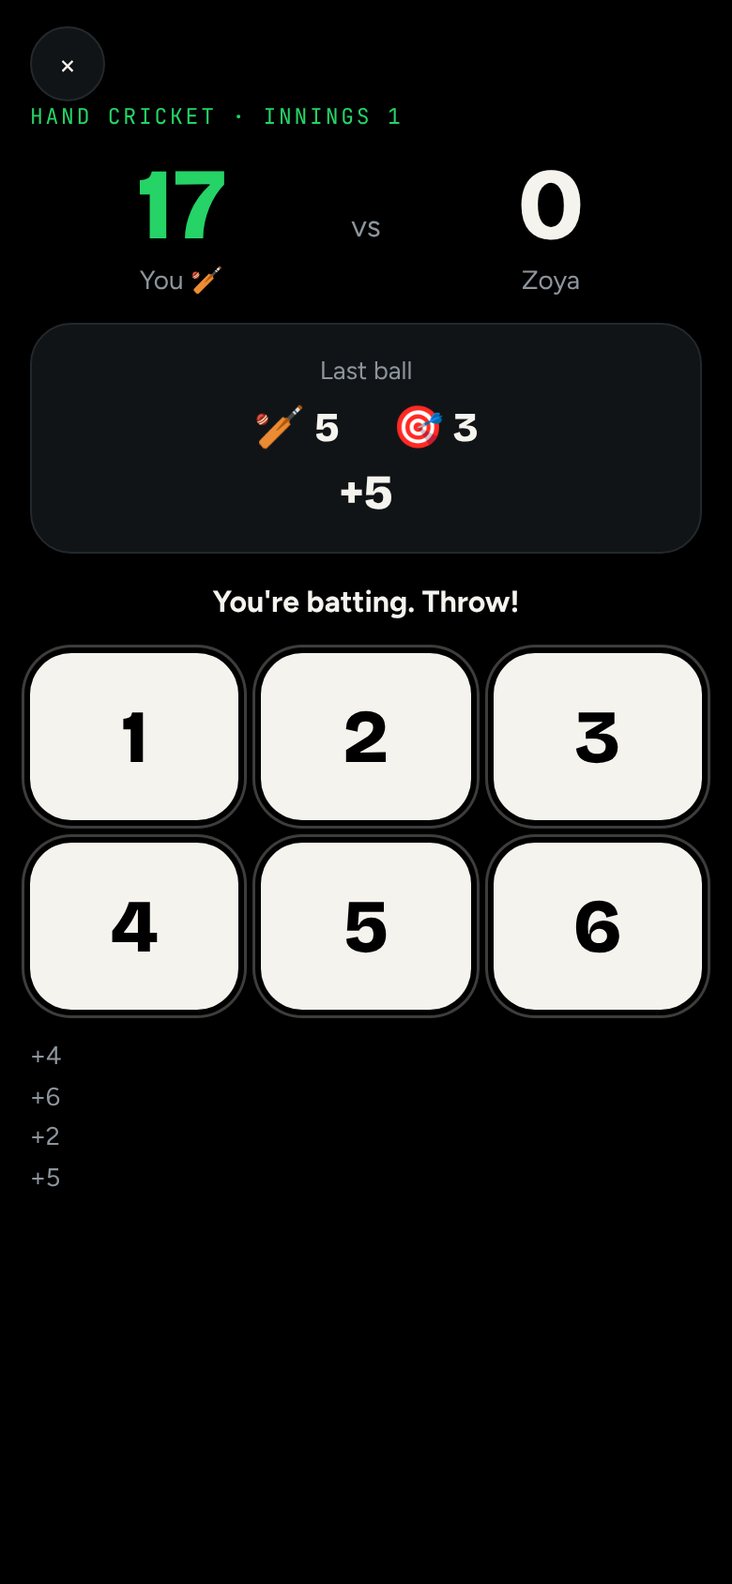 ×
HAND CRICKET · INNINGS 1
17 vs 0
You 🏏 Zoya
Last ball
🏏 5 🎯 3
+5
You're batting. Throw!
1 2 3
4 5 6
+4
+6
+2
+5